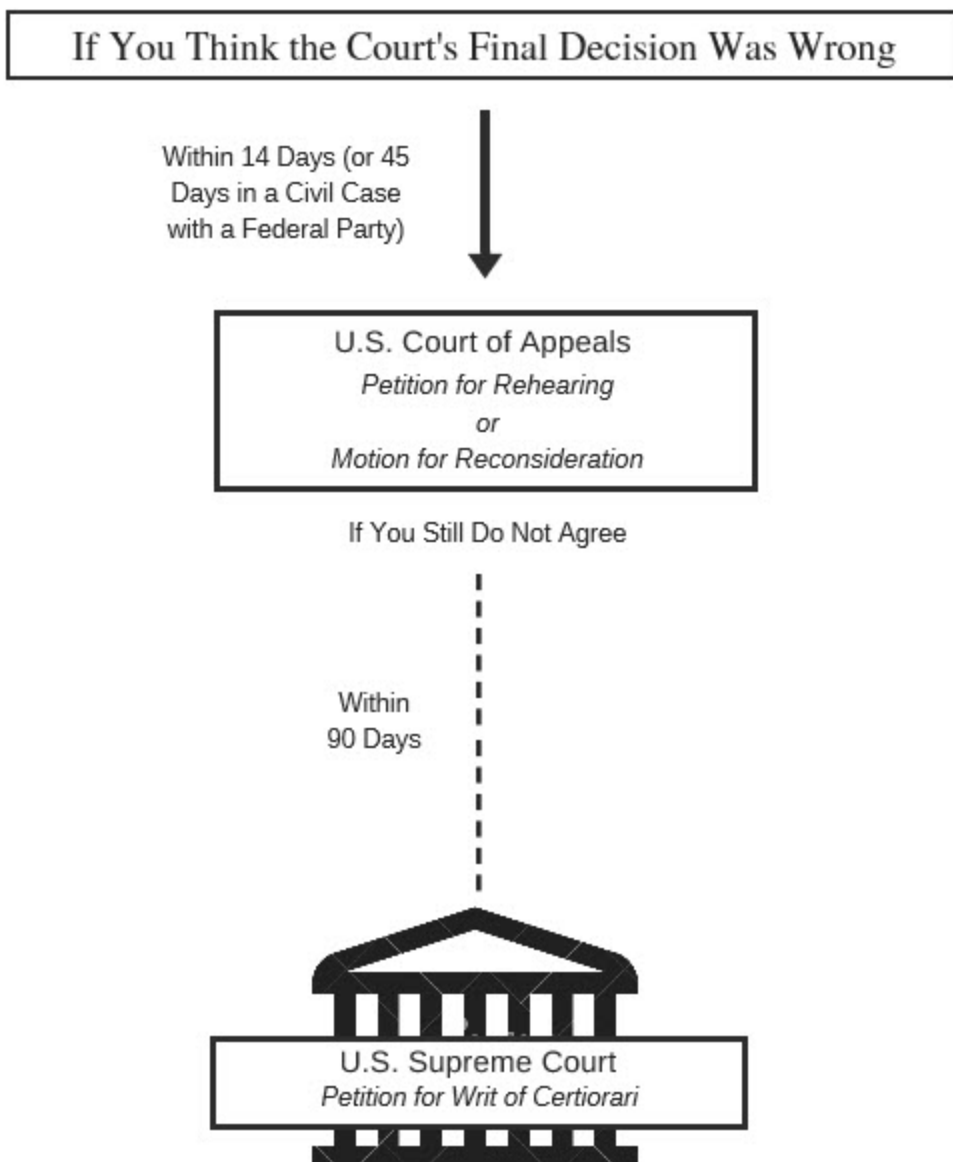 If You Think the Court's Final Decision Was Wrong
Within 14 Days (or 45
Days in a Civil Case
with a Federal Party)
U.S. Court of Appeals
Petition for Rehearing
or
Motion for Reconsideration
If You Still Do Not Agree
Within
90 Days
U.S. Supreme Court
Petition for Writ of Certiorari